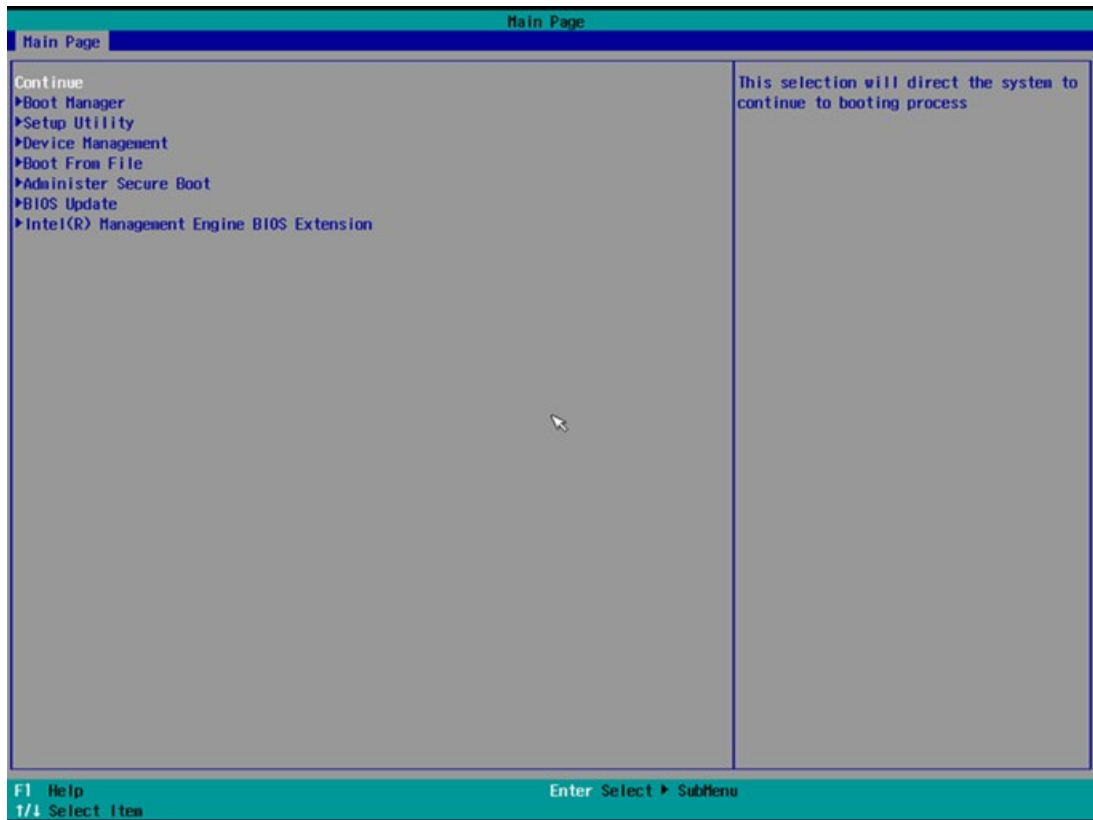 Main Page
Main Page
Continue
▶Boot Manager
▶Setup Utility
▶Device Management
▶Boot From File
▶Administer Secure Boot
▶BIOS Update
▶Intel(R) Management Engine BIOS Extension
This selection will direct the system to
continue to booting process
F1 Help
↑/↓ Select Item
Enter Select ▶ SubMenu